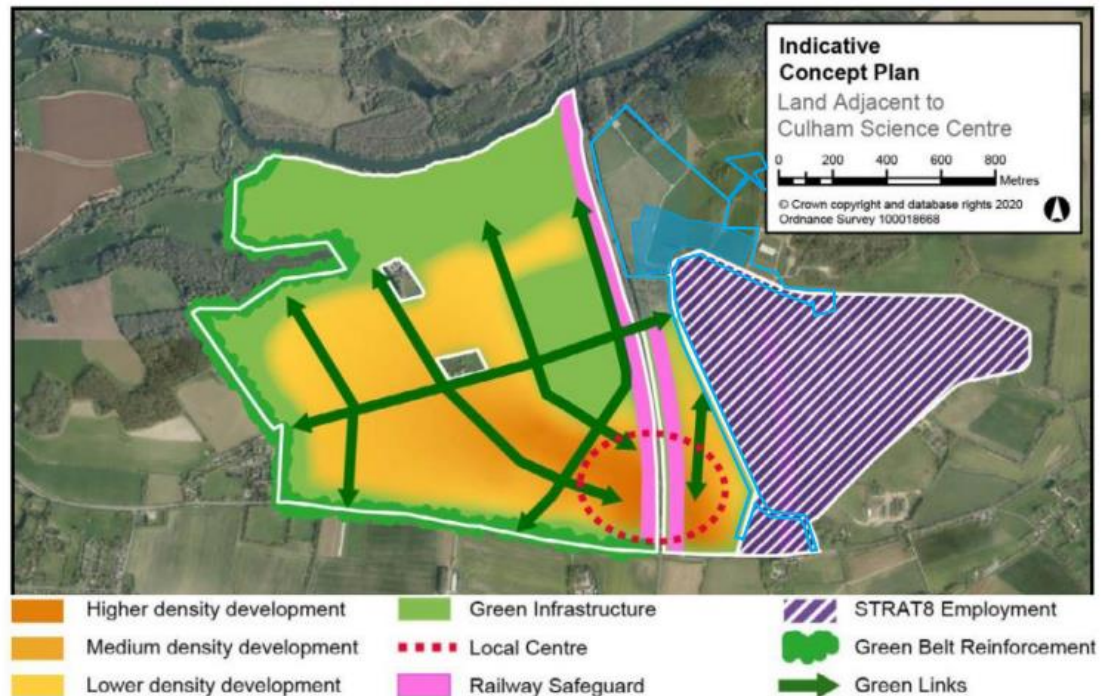 Indicative
Concept Plan
Land Adjacent to
Culham Science Centre
0 200 400 600 800
Metres
© Crown copyright and database rights 2020
Ordnance Survey 100018668
Higher density development
Medium density development
Lower density development
Green Infrastructure
Local Centre
Railway Safeguard
STRAT8 Employment
Green Belt Reinforcement
Green Links